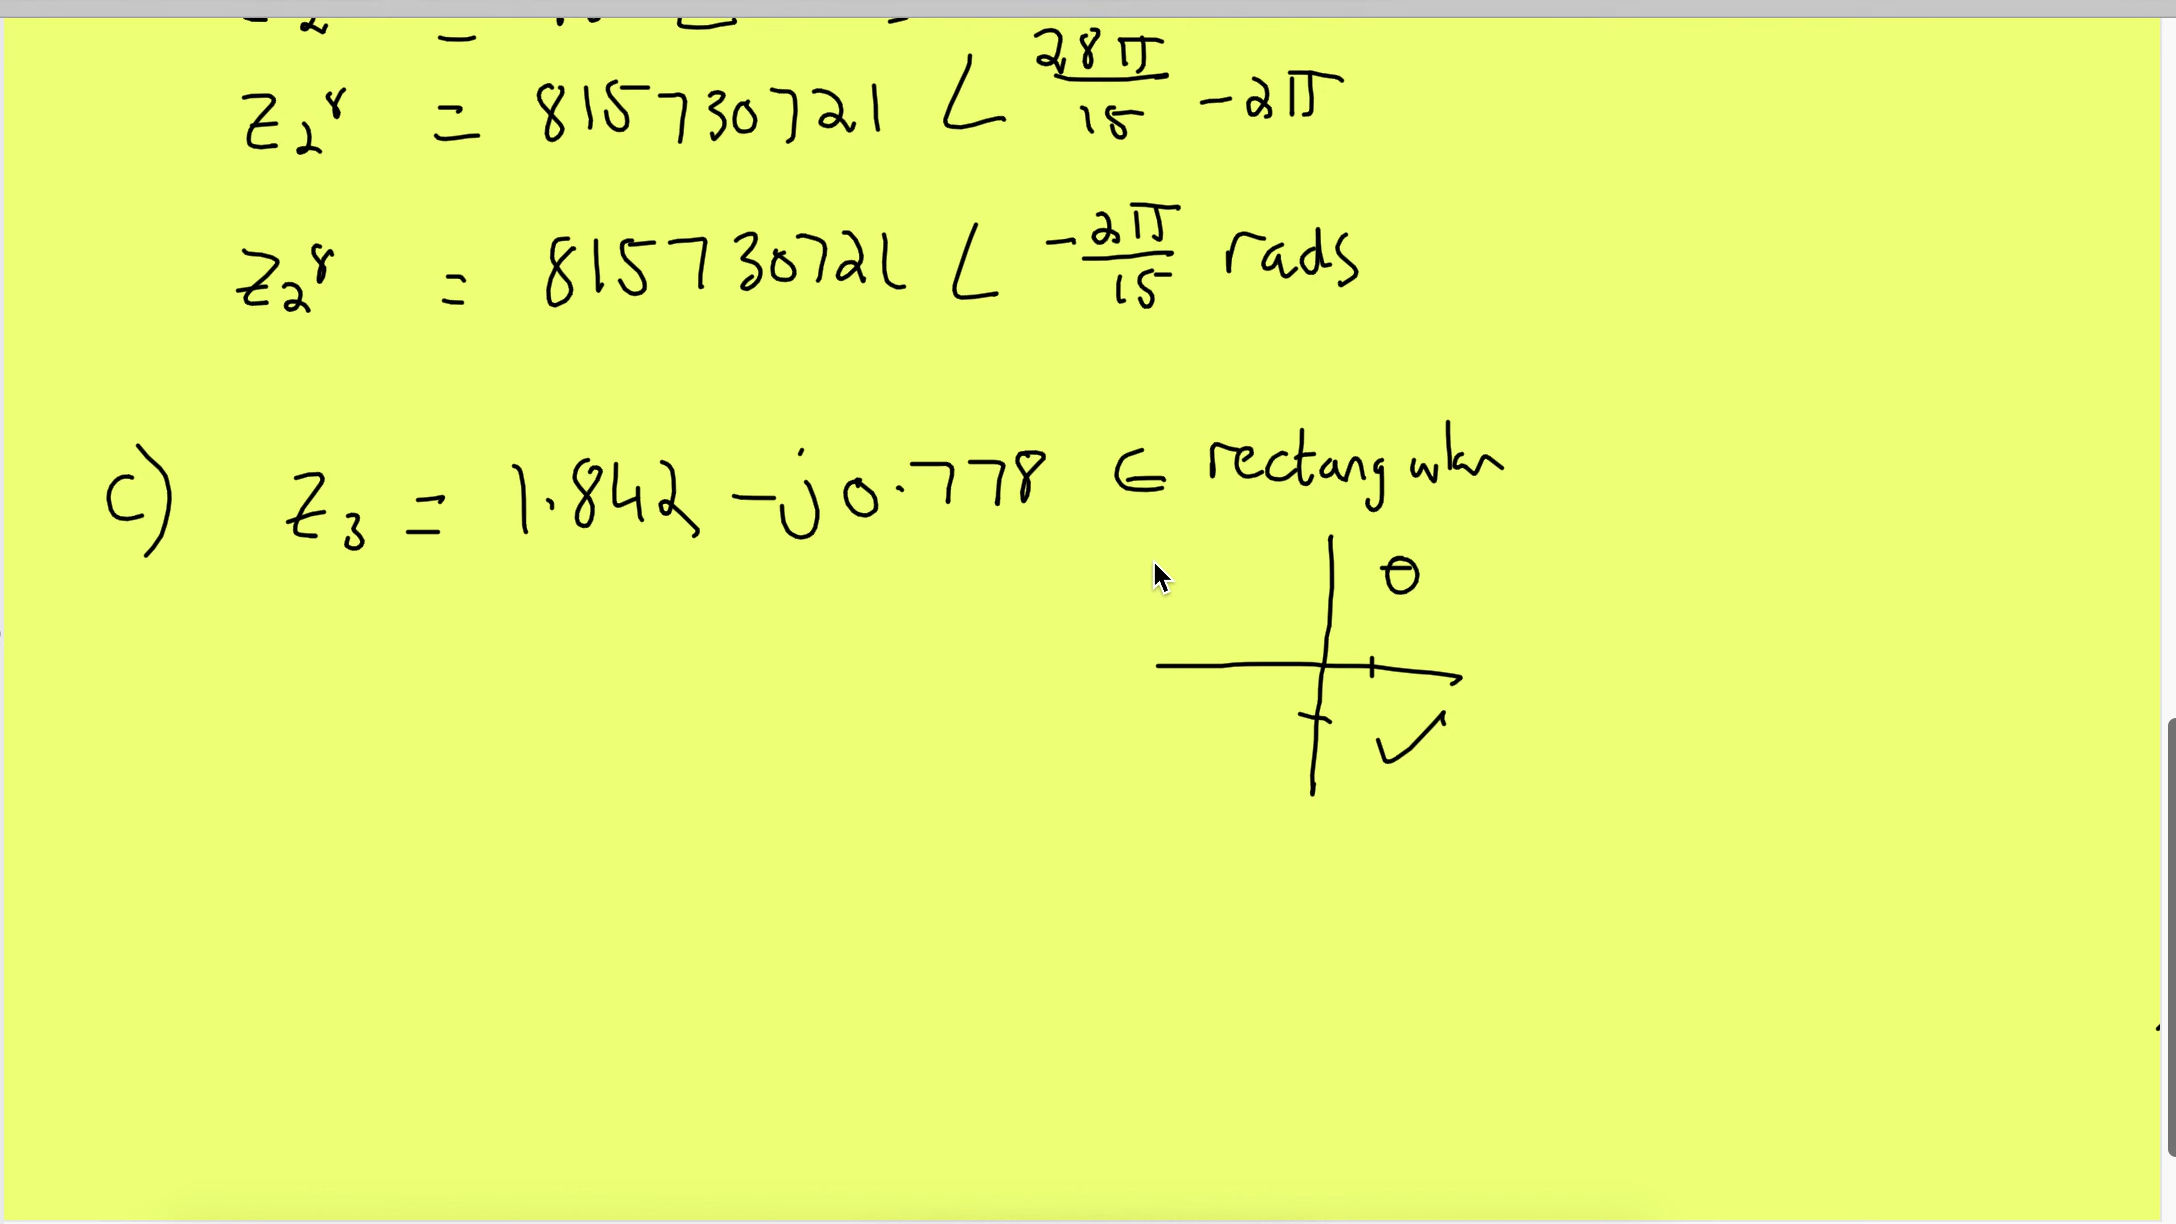 Z₂⁸ = 815730721 ∠ 28π/15 - 2π
Z₂⁸ = 815730721 ∠ -2π/15 rads
c) Z₃ = 1.842 - j0.778 ∈ rectangular
θ